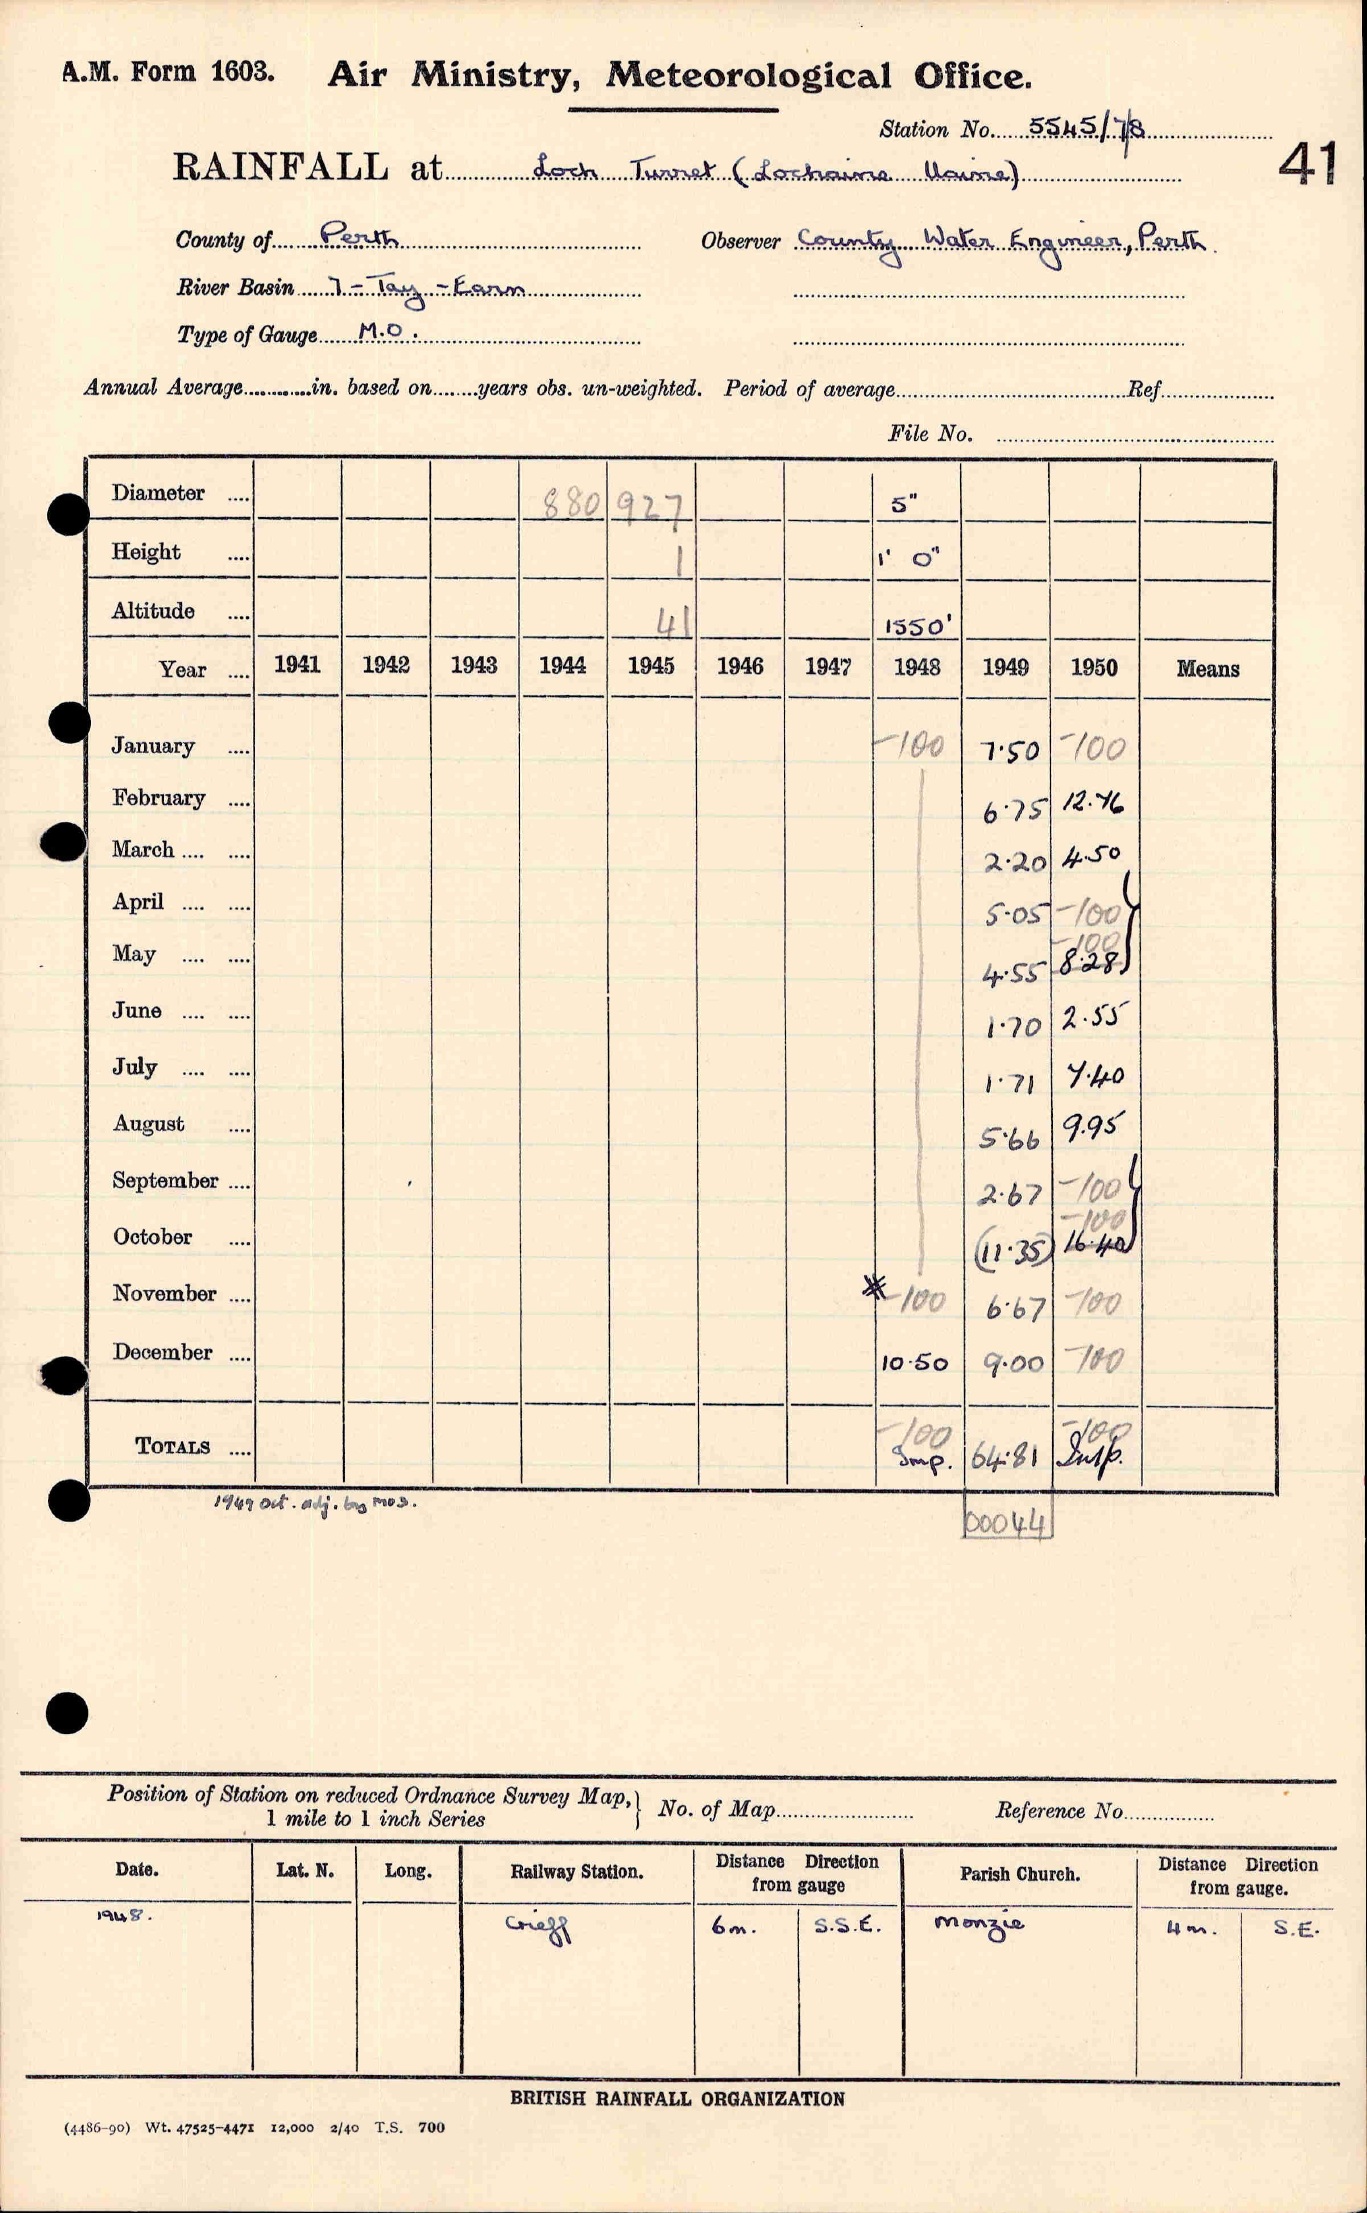 A.M. Form 1603. Air Ministry, Meteorological Office.
Station No. 5545/78
41
RAINFALL at Loch Turret (Lochaine Uaine)
County of Perth Observer County Water Engineer, Perth.
River Basin 7 - Tay - Earn
Type of Gauge M.O.
Annual Average in. based on years obs. un-weighted. Period of average Ref
File No.
Diameter 880 927 5"
Height 1 1' 0"
Altitude 41 1550'
Year 1941 1942 1943 1944 1945 1946 1947 1948 1949 1950 Means
January -100 7.50 -100
February 6.75 12.76
March 2.20 4.50
April 5.05 -100
-100
May 4.55 8.28
June 1.70 2.55
July 1.71 7.40
August 5.66 9.95
September 2.67 -100
-100
October (11.35) 16.40
November * -100 6.67 -100
December 10.50 9.00 -100
-100 -100
TOTALS Imp. 64.81
1949 Oct. adj. by M.O.
00044
Position of Station on reduced Ordnance Survey Map, } No. of Map Reference No.
1 mile to 1 inch Series
Date. Lat. N. Long. Railway Station. Distance Direction from gauge Parish Church. Distance Direction from gauge.
1948. Crieff 6m. S.S.E. Monzie 4m. S.E.
BRITISH RAINFALL ORGANIZATION
(4486-90) Wt. 47525-4471 12,000 2/40 T.S. 700